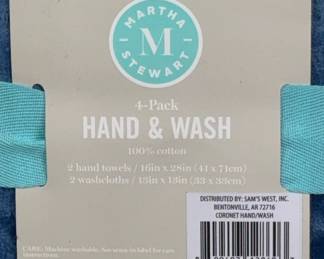 MARTHA
M
STEWART
4-Pack
HAND & WASH
100% cotton
2 hand towels / 16in x 28in (41 x 71cm)
2 washcloths / 13in x 13in (33 x 33cm)
DISTRIBUTED BY: SAM'S WEST, INC.
BENTONVILLE, AR 72716
CORONET HAND/WASH
CARE: Machine washable. See sewn-in label for care
instructions.